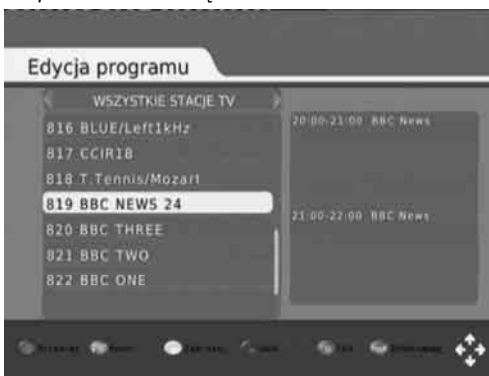 Edycja programu
WSZYSTKIE STACJE TV
816 BLUE/Left1kHz
817 CCIR18
818 T.Tennis/Mozart
819 BBC NEWS 24
820 BBC THREE
821 BBC TWO
822 BBC ONE
20:00-21:00 BBC News
21:00-22:00 BBC News